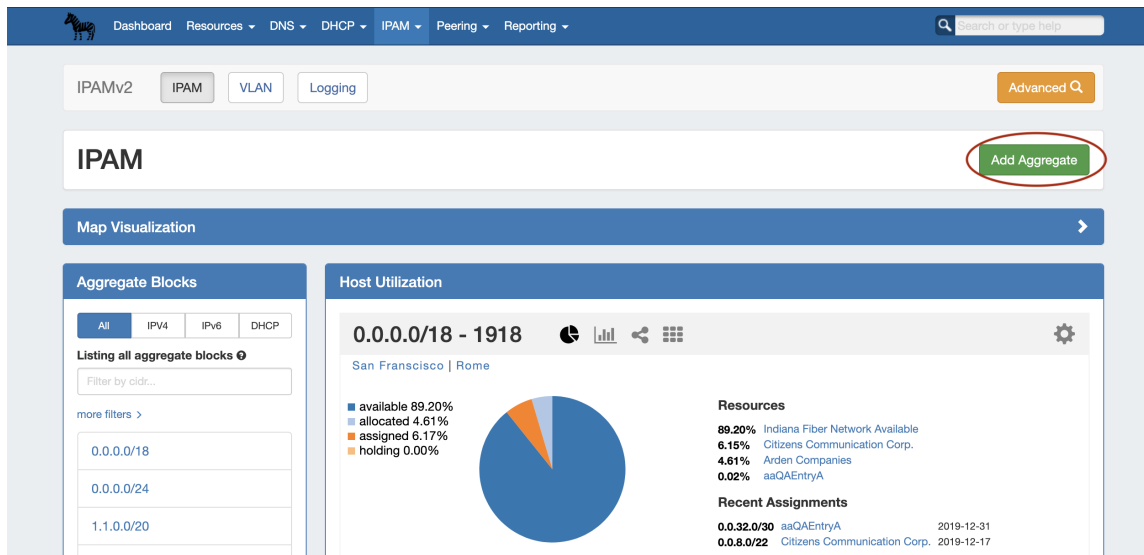 Dashboard Resources DNS DHCP IPAM Peering Reporting Search or type help
IPAMv2 IPAM VLAN Logging Advanced
IPAM Add Aggregate
Map Visualization
Aggregate Blocks
All IPV4 IPv6 DHCP
Listing all aggregate blocks
Filter by cidr...
more filters >
0.0.0.0/18
0.0.0.0/24
1.1.0.0/20
Host Utilization
0.0.0.0/18 - 1918
San Franscisco | Rome
available 89.20%
allocated 4.61%
assigned 6.17%
holding 0.00%
Resources
89.20% Indiana Fiber Network Available
6.15% Citizens Communication Corp.
4.61% Arden Companies
0.02% aaQAEntryA
Recent Assignments
0.0.32.0/30 aaQAEntryA 2019-12-31
0.0.8.0/22 Citizens Communication Corp. 2019-12-17